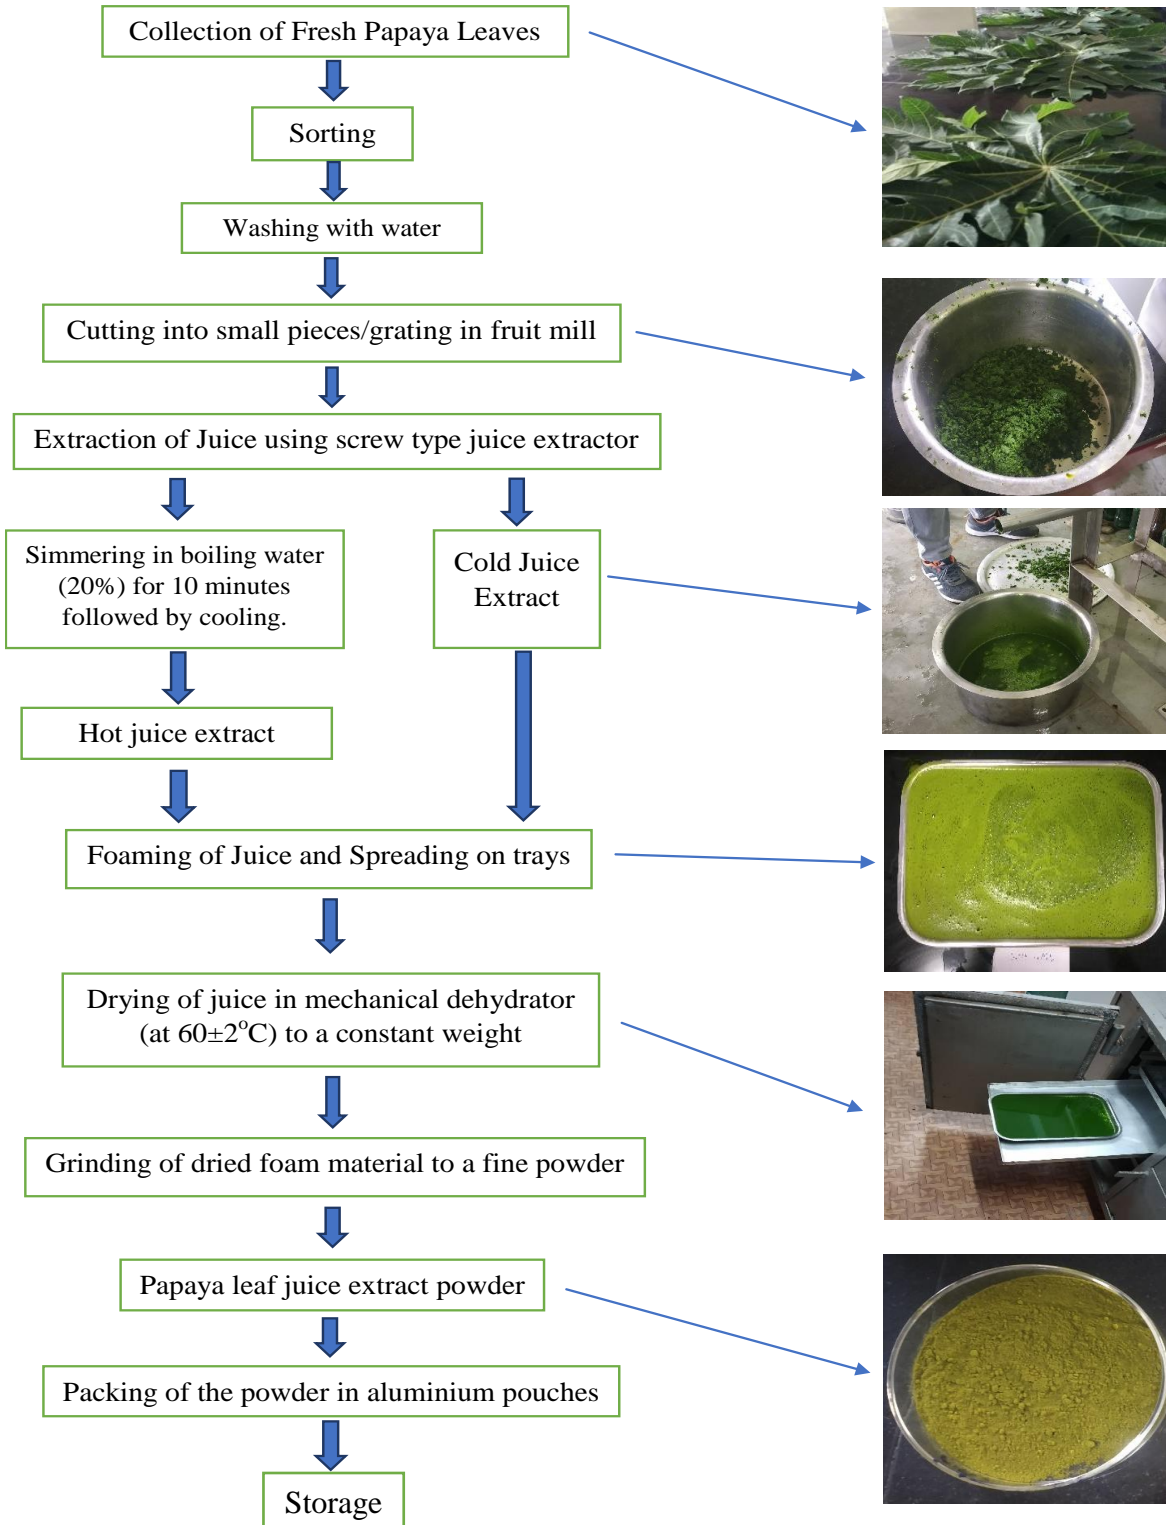 Collection of Fresh Papaya Leaves
Sorting
Washing with water
Cutting into small pieces/grating in fruit mill
Extraction of Juice using screw type juice extractor
Simmering in boiling water
(20%) for 10 minutes
followed by cooling.
Cold Juice
Extract
Hot juice extract
Foaming of Juice and Spreading on trays
Drying of juice in mechanical dehydrator
(at 60±2°C) to a constant weight
Grinding of dried foam material to a fine powder
Papaya leaf juice extract powder
Packing of the powder in aluminium pouches
Storage